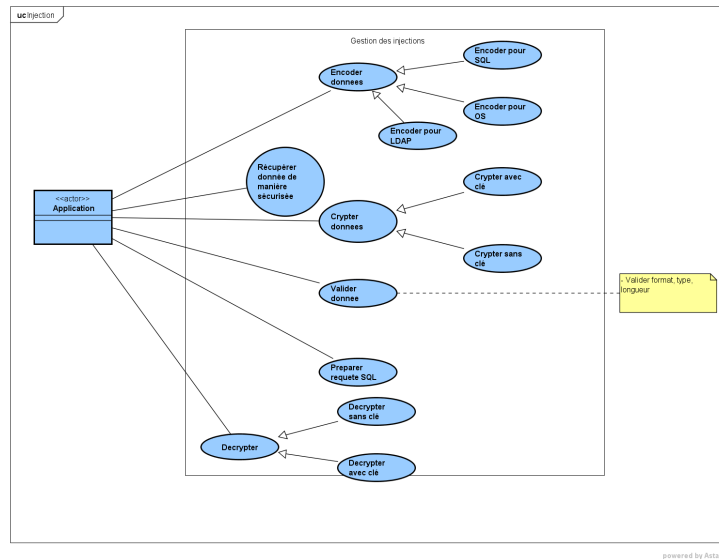 uc Injection
Gestion des injections
Encoder
donnees
Encoder pour
SQL
Encoder pour
OS
Encoder pour
LDAP
Récupérer
donnée de
manière
sécurisée
<<actor>>
Application
Crypter avec
clé
Crypter
donnees
Crypter sans
clé
Valider
donnee
- Valider format, type,
longueur
Preparer
requete SQL
Decrypter
sans clé
Decrypter
Decrypter
avec clé
powered by Asta